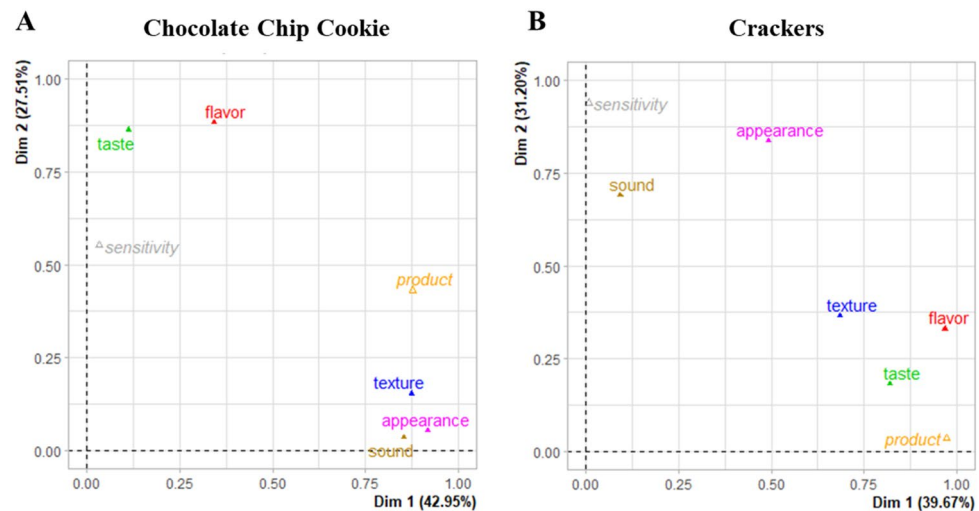 A
Chocolate Chip Cookie
Dim 2 (27.51%)
1.00
0.75
0.50
0.25
0.00
flavor
taste
sensitivity
product
texture
appearance
sound
0.00 0.25 0.50 0.75 1.00
Dim 1 (42.95%)
B
Crackers
Dim 2 (31.20%)
1.00
0.75
0.50
0.25
0.00
sensitivity
appearance
sound
texture
flavor
taste
product
0.00 0.25 0.50 0.75 1.00
Dim 1 (39.67%)